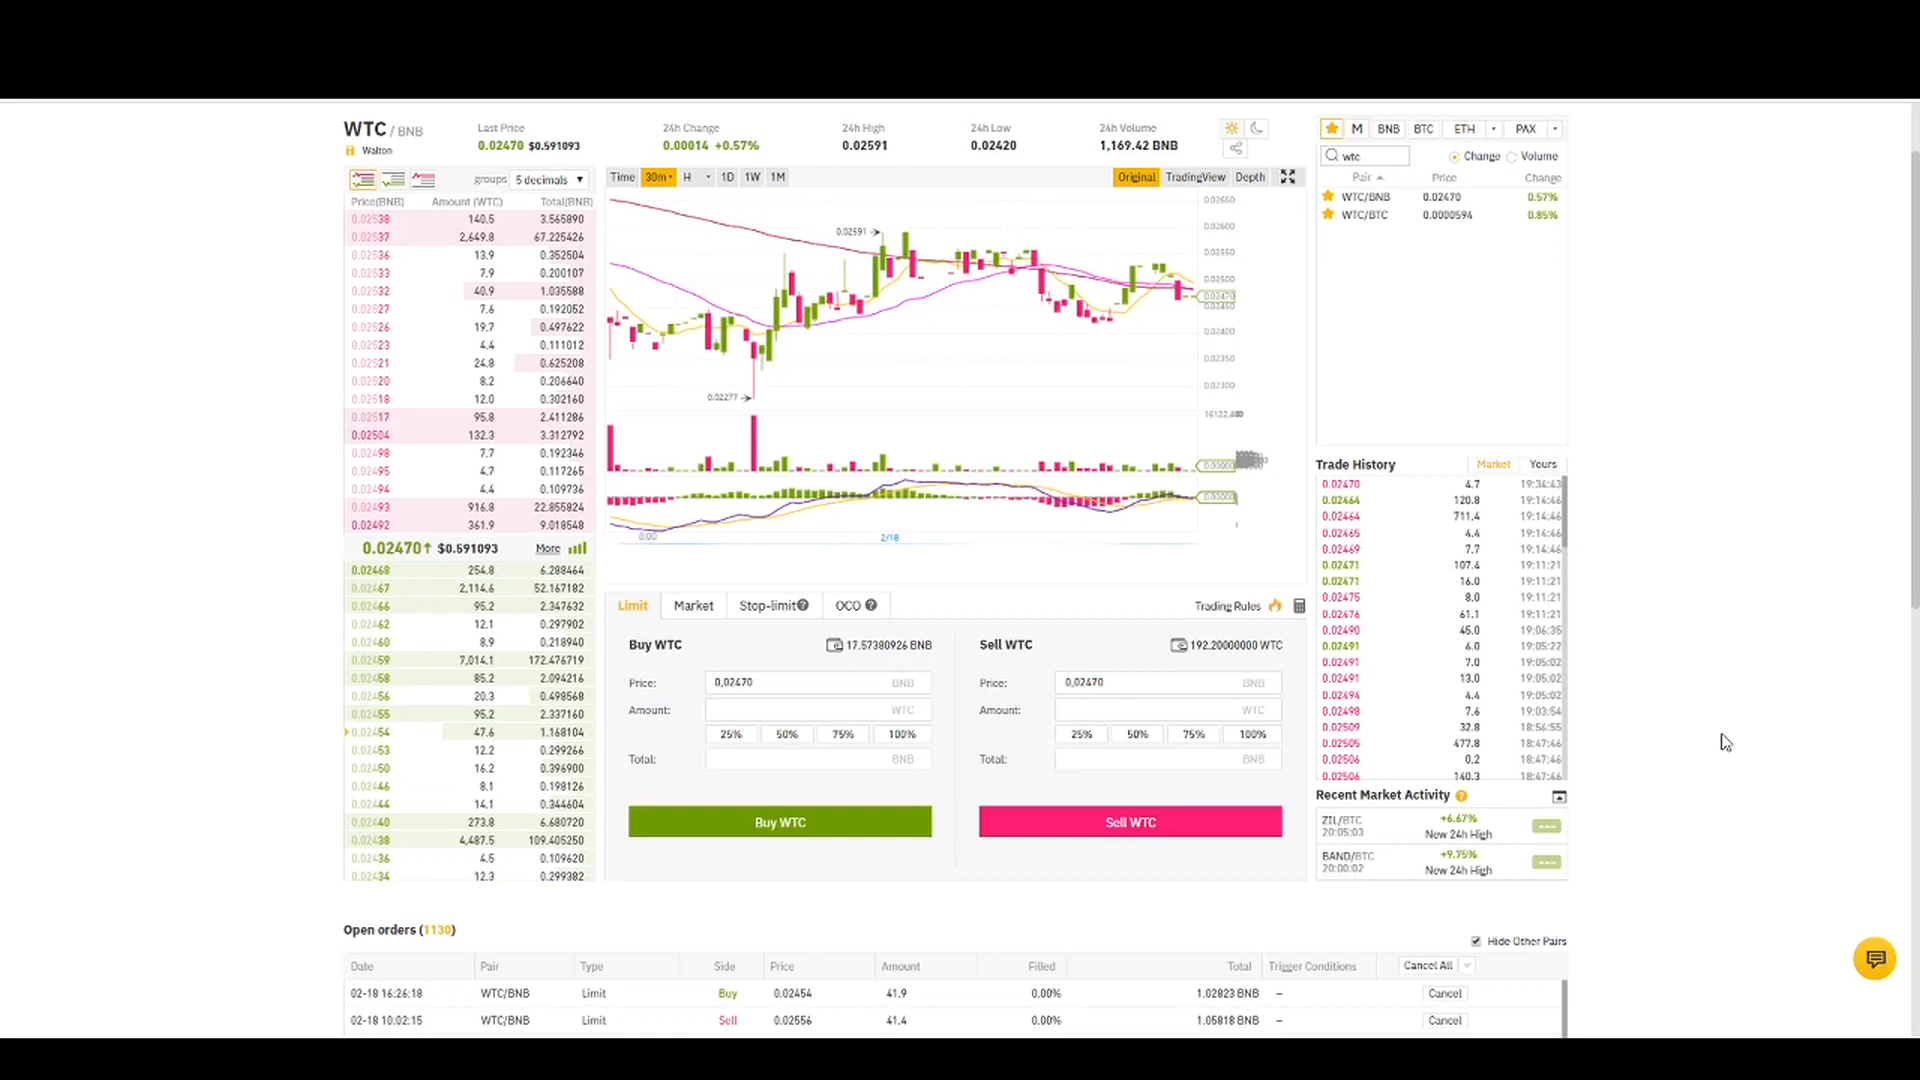 WTC / BNB
Walton
Last Price
0.02470 $0.591093
24h Change
0.00014 +0.57%
24h High
0.02591
24h Low
0.02420
24h Volume
1,169.42 BNB
groups 5 decimals
Price(BNB) Amount (WTC) Total(BNB)
0.02538 140.5 3.565890
0.02537 2,649.8 67.225426
0.02536 13.9 0.352504
0.02533 7.9 0.200107
0.02532 40.9 1.035588
0.02527 7.6 0.192052
0.02526 19.7 0.497622
0.02523 4.4 0.111012
0.02521 24.8 0.625208
0.02520 8.2 0.206640
0.02518 12.0 0.302160
0.02517 95.8 2.411286
0.02504 132.3 3.312792
0.02498 7.7 0.192346
0.02495 4.7 0.117265
0.02494 4.4 0.109736
0.02493 916.8 22.855824
0.02492 361.9 9.018548
0.02470↑ $0.591093 More
0.02468 254.8 6.288464
0.02467 2,114.6 52.167182
0.02466 95.2 2.347632
0.02462 12.1 0.297902
0.02460 8.9 0.218940
0.02459 7,014.1 172.476719
0.02458 85.2 2.094216
0.02456 20.3 0.498568
0.02455 95.2 2.337160
0.02454 47.6 1.168104
0.02453 12.2 0.299266
0.02450 16.2 0.396900
0.02446 8.1 0.198126
0.02444 14.1 0.344604
0.02440 273.8 6.680720
0.02438 4,487.5 109.405250
0.02436 4.5 0.109620
0.02434 12.3 0.299382
Time 30m H 1D 1W 1M Original TradingView Depth
0.02650
0.02600
0.02591
0.02550
0.02500
0.02470
0.02450
0.02400
0.02350
0.02300
0.02277
8:00 2/18
Limit Market Stop-limit OCO Trading Rules
Buy WTC 17.57380926 BNB
Price: 0,02470 BNB
Amount: WTC
25% 50% 75% 100%
Total: BNB
Buy WTC
Sell WTC 192.20000000 WTC
Price: 0,02470 BNB
Amount: WTC
25% 50% 75% 100%
Total: BNB
Sell WTC
M BNB BTC ETH PAX
wtc Change Volume
Pair Price Change
WTC/BNB 0.02470 0.57%
WTC/BTC 0.0000594 0.85%
Trade History Market Yours
0.02470 4.7 19:34:43
0.02464 120.8 19:14:46
0.02464 711.4 19:14:46
0.02465 4.4 19:14:46
0.02469 7.7 19:14:46
0.02471 107.4 19:11:21
0.02471 16.0 19:11:21
0.02475 8.0 19:11:21
0.02476 61.1 19:11:21
0.02490 45.0 19:06:35
0.02491 6.0 19:05:22
0.02491 7.0 19:05:02
0.02491 13.0 19:05:02
0.02494 4.4 19:05:02
0.02498 7.6 19:03:54
0.02509 32.8 18:56:55
0.02505 477.8 18:47:46
0.02506 0.2 18:47:46
0.02506 140.3 18:47:46
Recent Market Activity
ZIL/BTC +6.67%
20:05:03 New 24h High
BAND/BTC +9.75%
20:00:02 New 24h High
Open orders (1130)
Hide Other Pairs
Date Pair Type Side Price Amount Filled Total Trigger Conditions Cancel All
02-18 16:26:18 WTC/BNB Limit Buy 0.02454 41.9 0.00% 1.02823 BNB – Cancel
02-18 10:02:15 WTC/BNB Limit Sell 0.02556 41.4 0.00% 1.05818 BNB – Cancel